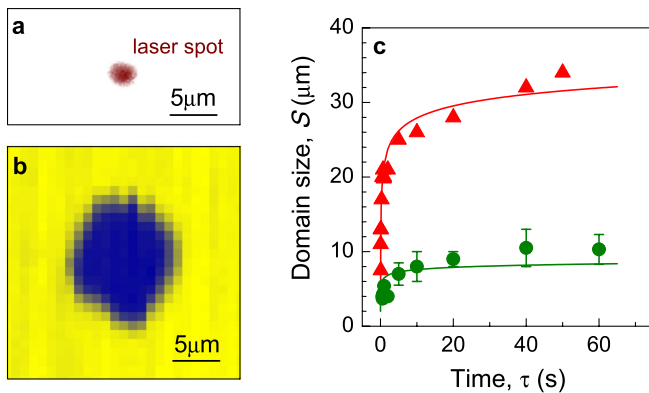 a
laser spot
5μm
b
5μm
c
Domain size, S (μm)
40
30
20
10
0
0
20
40
60
Time, τ (s)